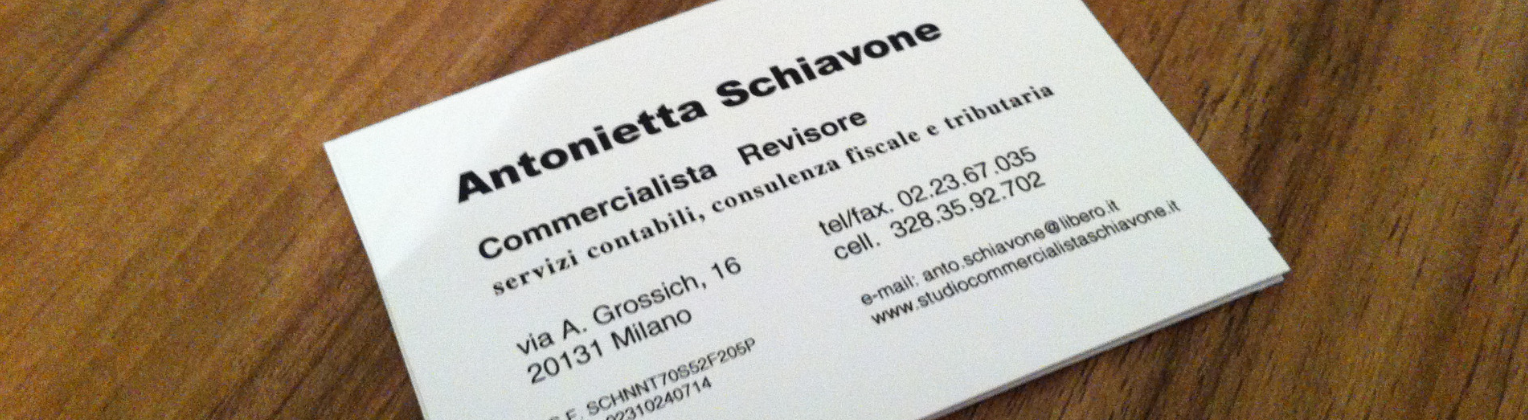 Antonietta Schiavone
Commercialista Revisore
servizi contabili, consulenza fiscale e tributaria
via A. Grossich, 16
20131 Milano
tel/fax. 02.23.67.035
cell. 328.35.92.702
e-mail: anto.schiavone@libero.it
www.studiocommercialistaschiavone.it
C.F. SCHNNT70S52F205P
02310240714